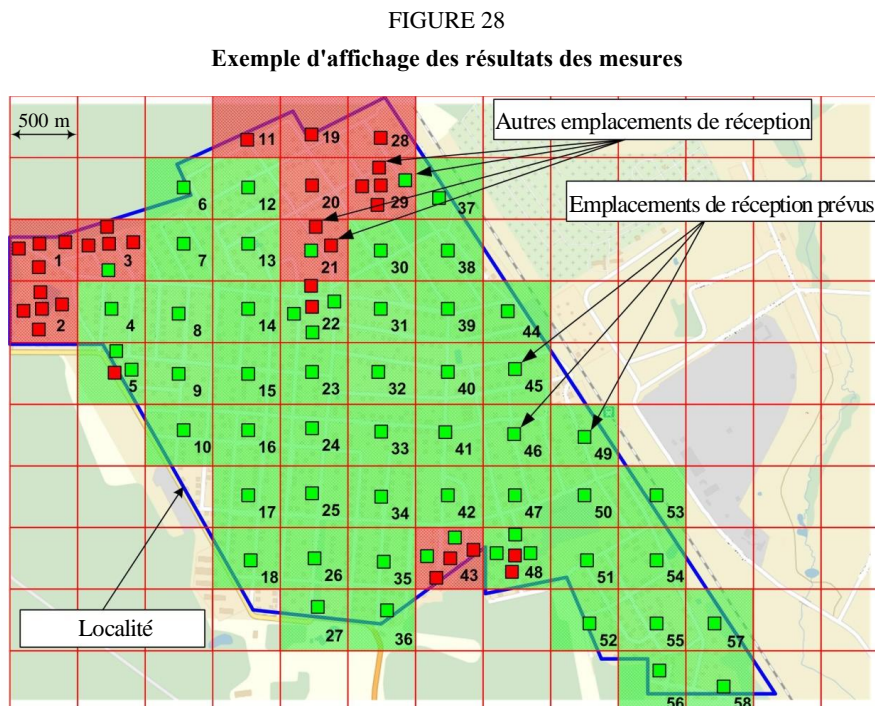 FIGURE 28
Exemple d'affichage des résultats des mesures
500 m
Autres emplacements de réception
Emplacements de réception prévus
Localité
11 19 28
6 12 20 29 37
1 3 7 13 21 30 38
2 4 8 14 22 31 39 44
5 9 15 23 32 40 45
10 16 24 33 41 46 49
17 25 34 42 47 50 53
18 26 35 43 48 51 54
27 36 52 55 57
56 58